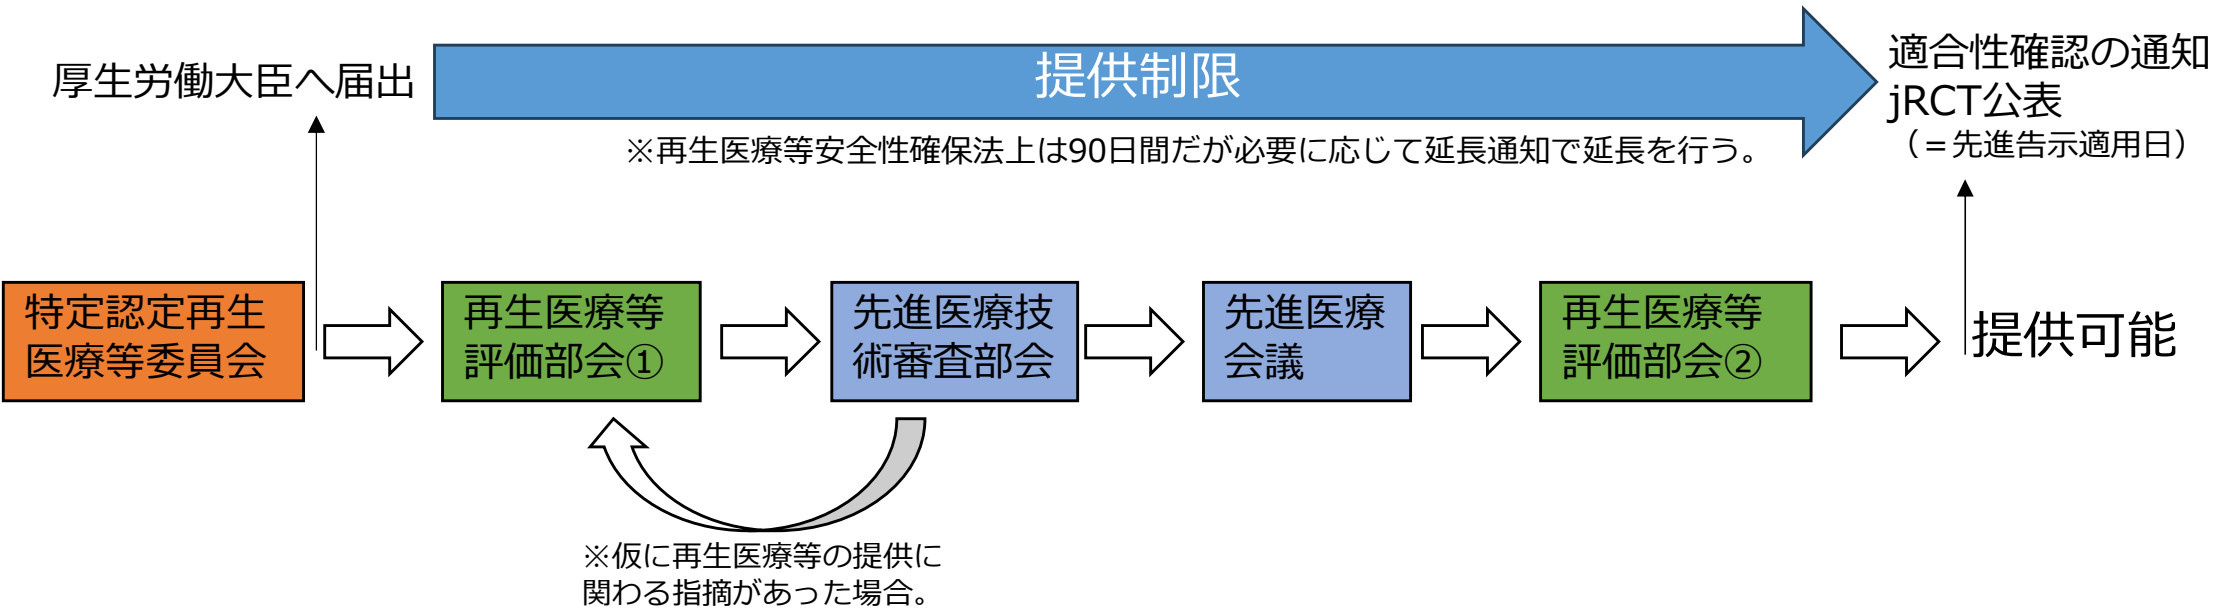 厚生労働大臣へ届出
提供制限
適合性確認の通知
jRCT公表
（＝先進告示適用日）
※再生医療等安全性確保法上は90日間だが必要に応じて延長通知で延長を行う。
特定認定再生
医療等委員会
再生医療等
評価部会①
先進医療技
術審査部会
先進医療
会議
再生医療等
評価部会②
提供可能
※仮に再生医療等の提供に
関わる指摘があった場合。